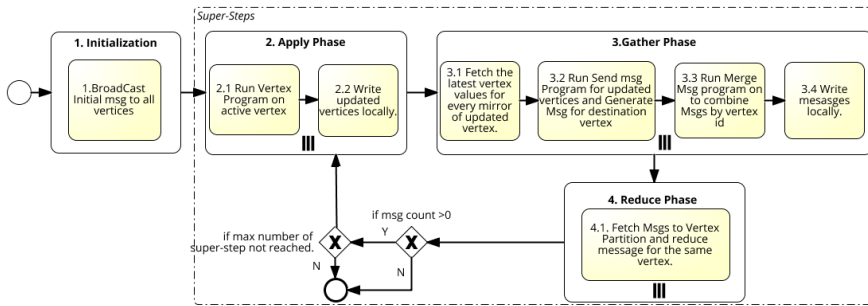 Super-Steps
1. Initialization
1.BroadCast
Initial msg to all
vertices
2. Apply Phase
2.1 Run Vertex
Program on
active vertex
2.2 Write
updated
vertices locally.
3.Gather Phase
3.1 Fetch the
latest vertex
values for
every mirror
of updated
vertex.
3.2 Run Send msg
Program for updated
vertices and Generate
Msg for destination
vertex
3.3 Run Merge
Msg program on
to combine
Msgs by vertex
id
3.4 Write
mesasges
locally.
4. Reduce Phase
4.1. Fetch Msgs to Vertex
Partition and reduce
message for the same
vertex.
if msg count >0
Y
N
if max number of
super-step not reached.
N